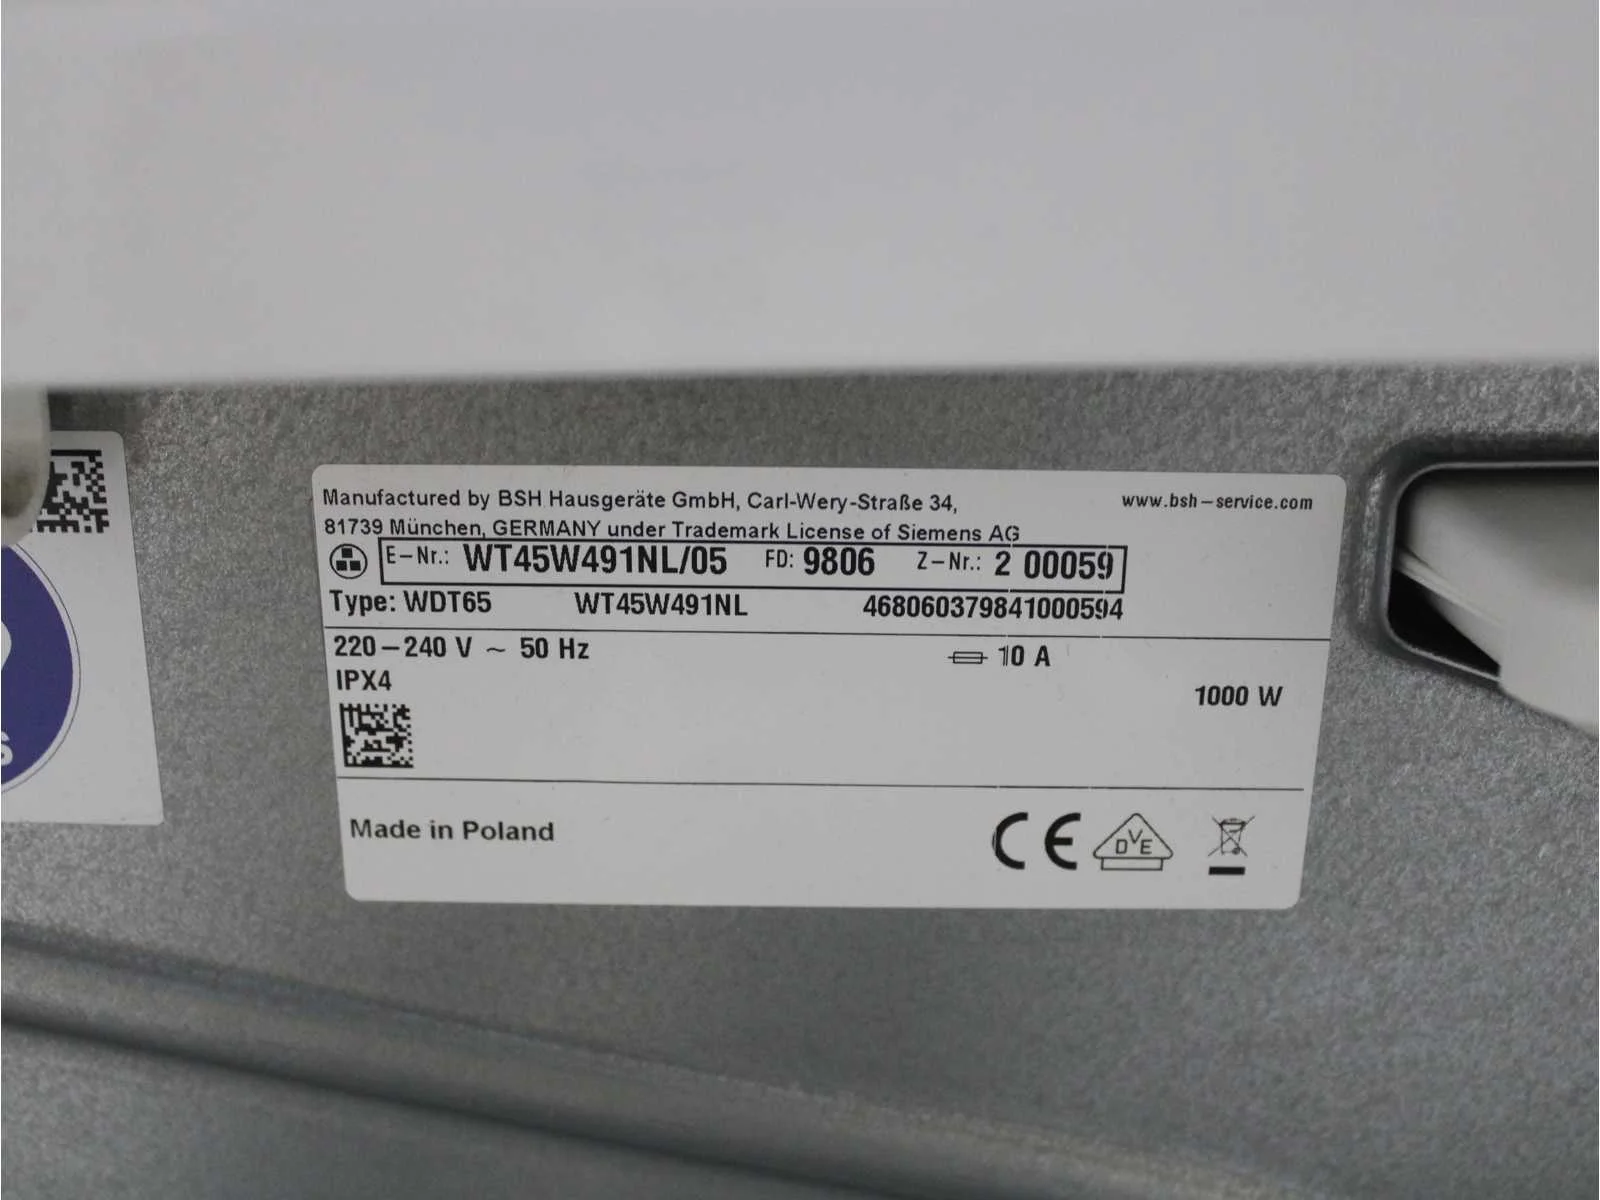 Manufactured by BSH Hausgeräte GmbH, Carl-Wery-Straße 34, www.bsh-service.com
81739 München, GERMANY under Trademark License of Siemens AG
E-Nr.: WT45W491NL/05 FD: 9806 Z-Nr.: 2 00059
Type: WDT65 WT45W491NL 468060379841000594
220-240 V ~ 50 Hz 10 A
IPX4
1000 W
Made in Poland
CE DVE
S